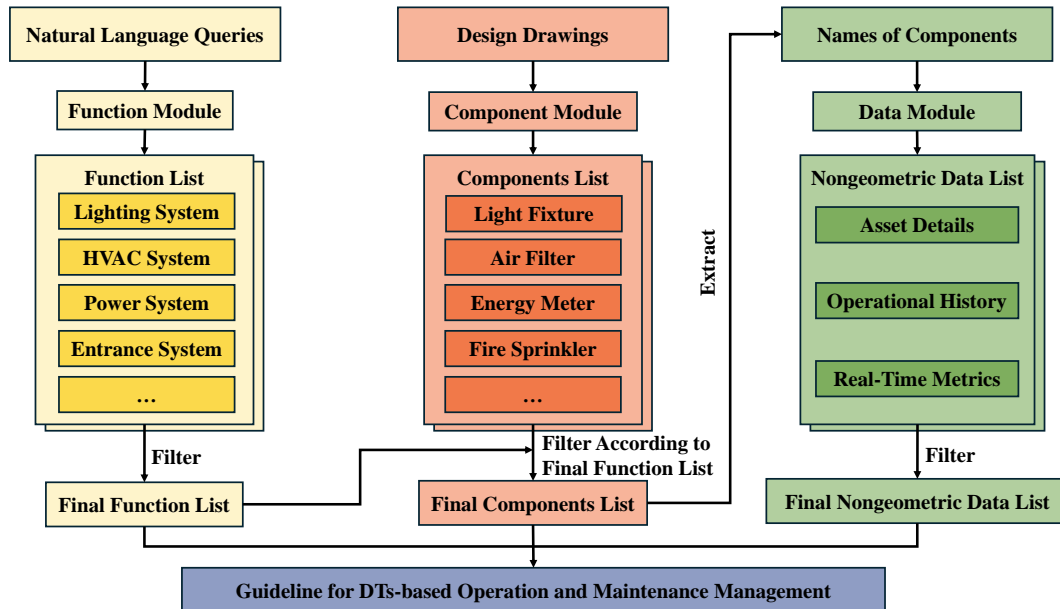 Natural Language Queries
Function Module
Function List
Lighting System
HVAC System
Power System
Entrance System
…
Filter
Final Function List
Design Drawings
Component Module
Components List
Light Fixture
Air Filter
Energy Meter
Fire Sprinkler
…
Filter According to
Final Function List
Final Components List
Extract
Names of Components
Data Module
Nongeometric Data List
Asset Details
Operational History
Real-Time Metrics
Filter
Final Nongeometric Data List
Guideline for DTs-based Operation and Maintenance Management